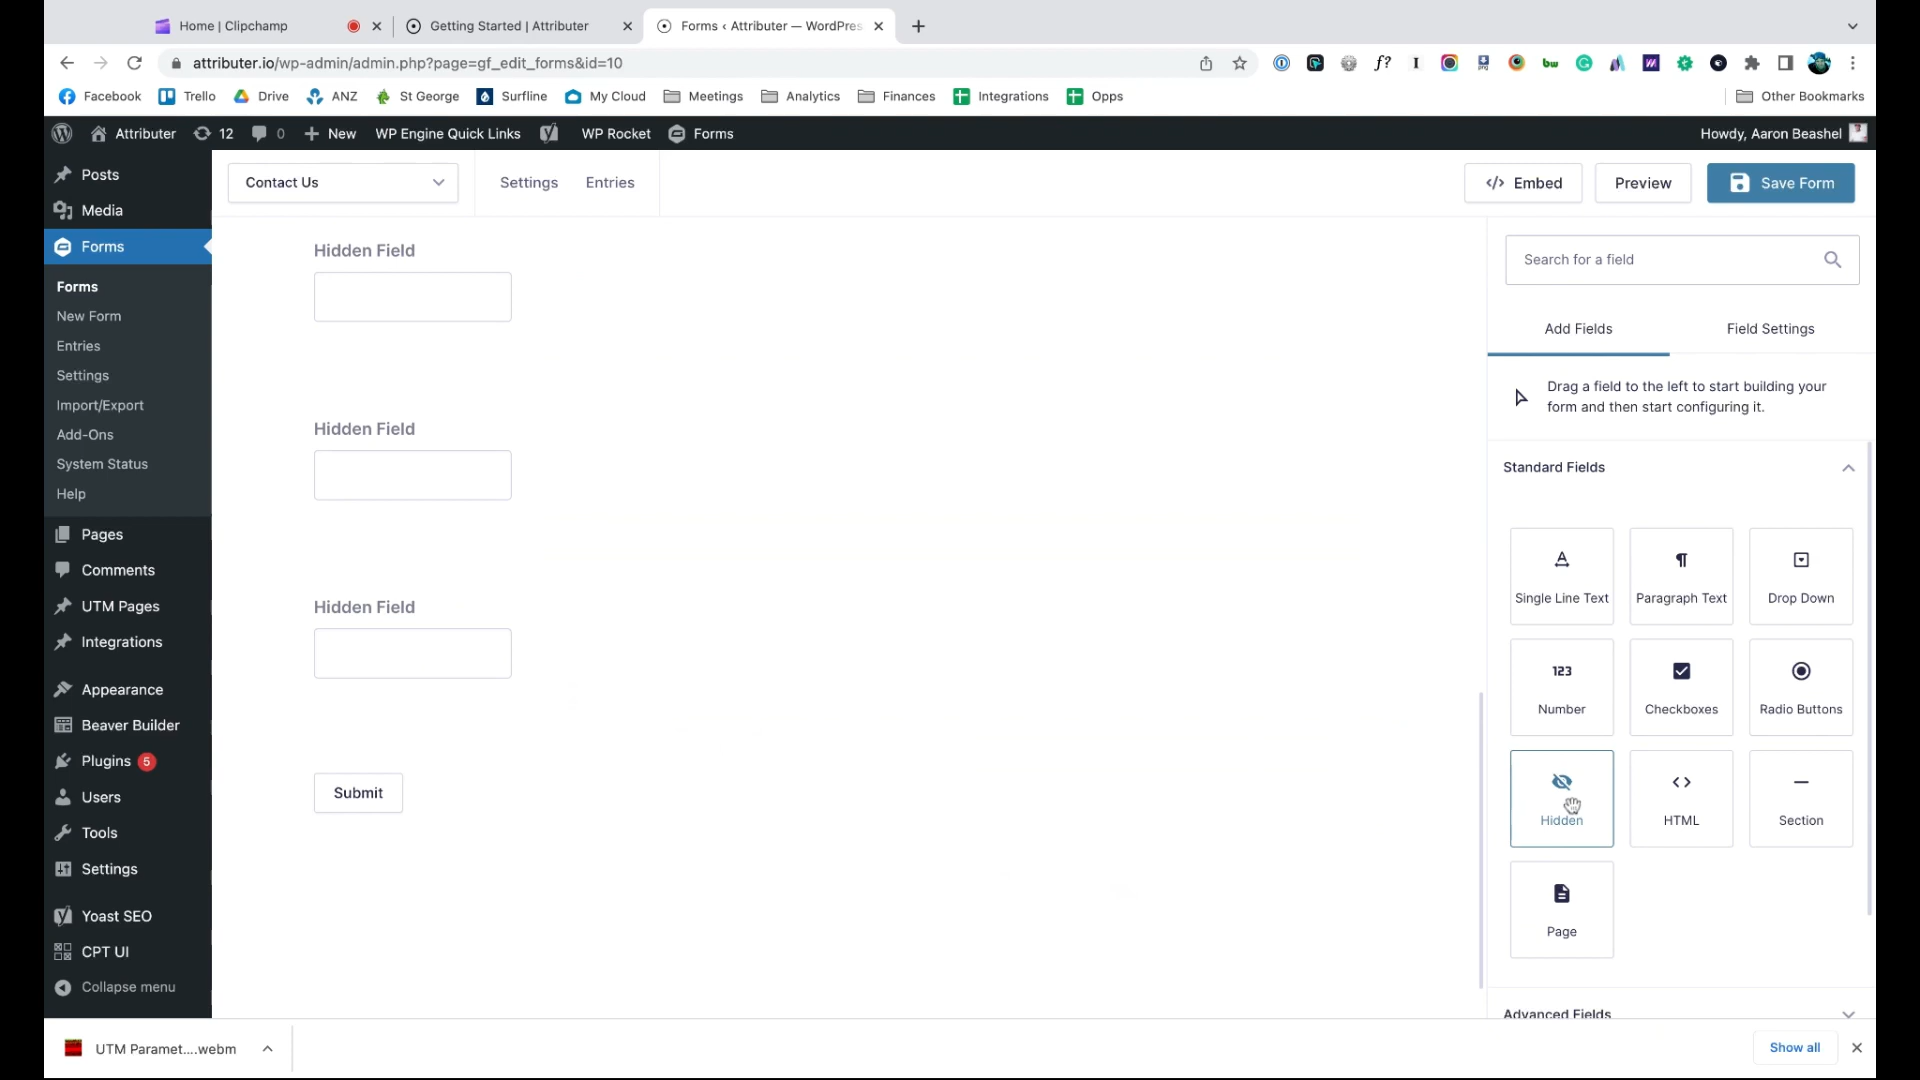 Home | Clipchamp
Getting Started | Attributer
Forms ‹ Attributer — WordPres
attributer.io/wp-admin/admin.php?page=gf_edit_forms&id=10
Facebook Trello Drive ANZ St George Surfline My Cloud Meetings Analytics Finances Integrations Opps Other Bookmarks
Attributer 12 0 New WP Engine Quick Links WP Rocket Forms Howdy, Aaron Beashel
Posts
Media
Forms
Forms
New Form
Entries
Settings
Import/Export
Add-Ons
System Status
Help
Pages
Comments
UTM Pages
Integrations
Appearance
Beaver Builder
Plugins 5
Users
Tools
Settings
Yoast SEO
CPT UI
Collapse menu
Contact Us Settings Entries Embed Preview Save Form
Hidden Field
Hidden Field
Hidden Field
Submit
Search for a field
Add Fields Field Settings
Drag a field to the left to start building your
form and then start configuring it.
Standard Fields
Single Line Text Paragraph Text Drop Down
123
Number Checkboxes Radio Buttons
Hidden HTML Section
Page
Advanced Fields
UTM Paramet....webm Show all